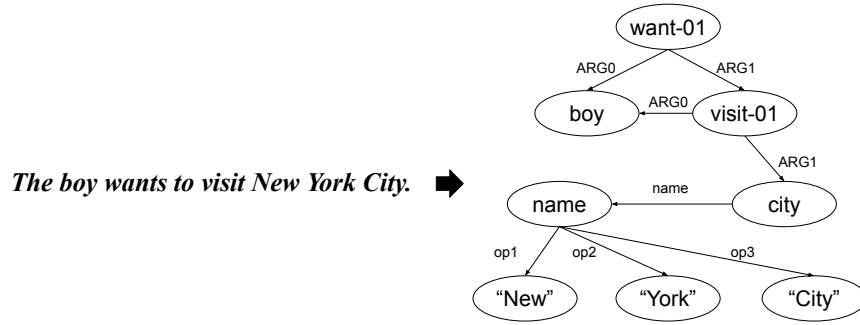 want-01
ARG0 ARG1
boy ARG0 visit-01
ARG1
The boy wants to visit New York City.
name name city
op1 op2 op3
“New” “York” “City”